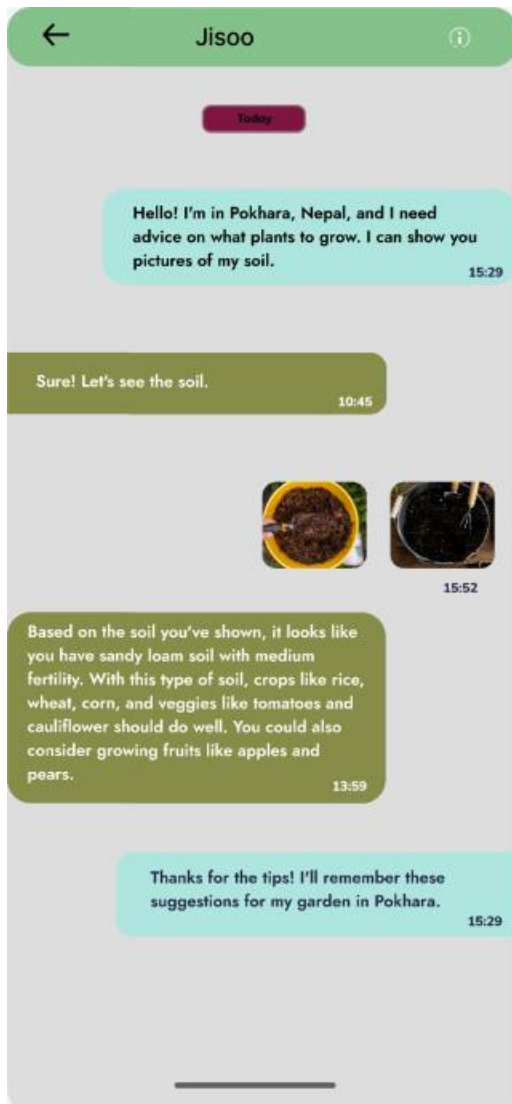 Jisoo
Today
Hello! I'm in Pokhara, Nepal, and I need
advice on what plants to grow. I can show you
pictures of my soil.
15:29
Sure! Let's see the soil.
10:45
15:52
Based on the soil you've shown, it looks like
you have sandy loam soil with medium
fertility. With this type of soil, crops like rice,
wheat, corn, and veggies like tomatoes and
cauliflower should do well. You could also
consider growing fruits like apples and
pears.
13:59
Thanks for the tips! I'll remember these
suggestions for my garden in Pokhara.
15:29